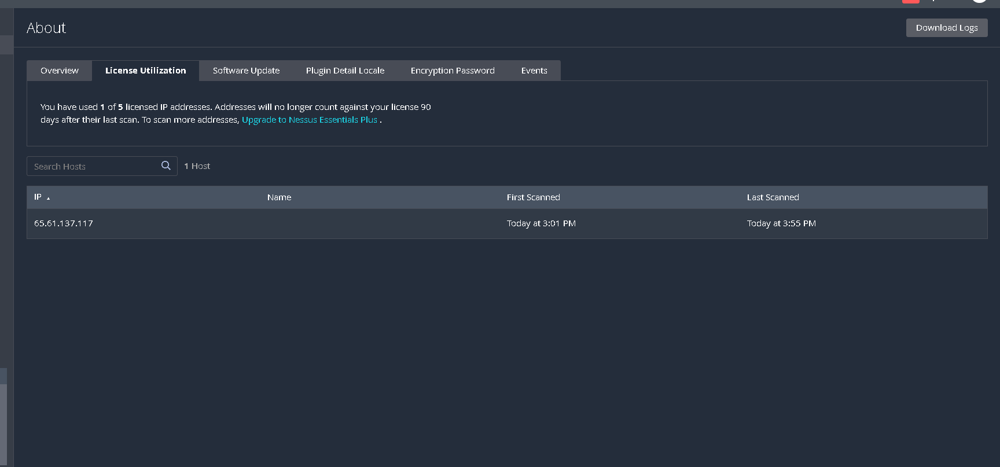 About
Download Logs
Overview
License Utilization
Software Update
Plugin Detail Locale
Encryption Password
Events
You have used 1 of 5 licensed IP addresses. Addresses will no longer count against your license 90
days after their last scan. To scan more addresses, Upgrade to Nessus Essentials Plus .
Search Hosts
1 Host
IP
Name
First Scanned
Last Scanned
65.61.137.117
Today at 3:01 PM
Today at 3:55 PM